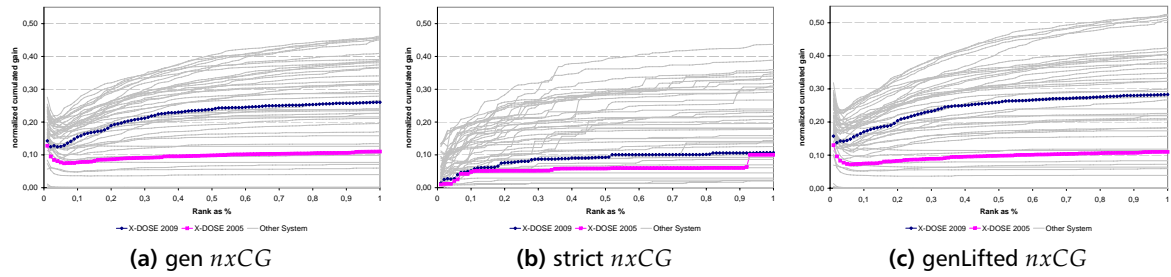 normalized cumulated gain
0,50
0,40
0,30
0,20
0,10
0,00
0 0,1 0,2 0,3 0,4 0,5 0,6 0,7 0,8 0,9 1
Rank as %
X-DOSE 2009 X-DOSE 2005 Other System
(a) gen nxCG
normalized cumulated gain
0,50
0,40
0,30
0,20
0,10
0,00
0 0,1 0,2 0,3 0,4 0,5 0,6 0,7 0,8 0,9 1
Rank as %
X-DOSE 2009 X-DOSE 2005 Other System
(b) strict nxCG
normalized cumulated gain
0,50
0,40
0,30
0,20
0,10
0,00
0 0,1 0,2 0,3 0,4 0,5 0,6 0,7 0,8 0,9 1
Rank as %
X-DOSE 2009 X-DOSE 2005 Other System
(c) genLifted nxCG